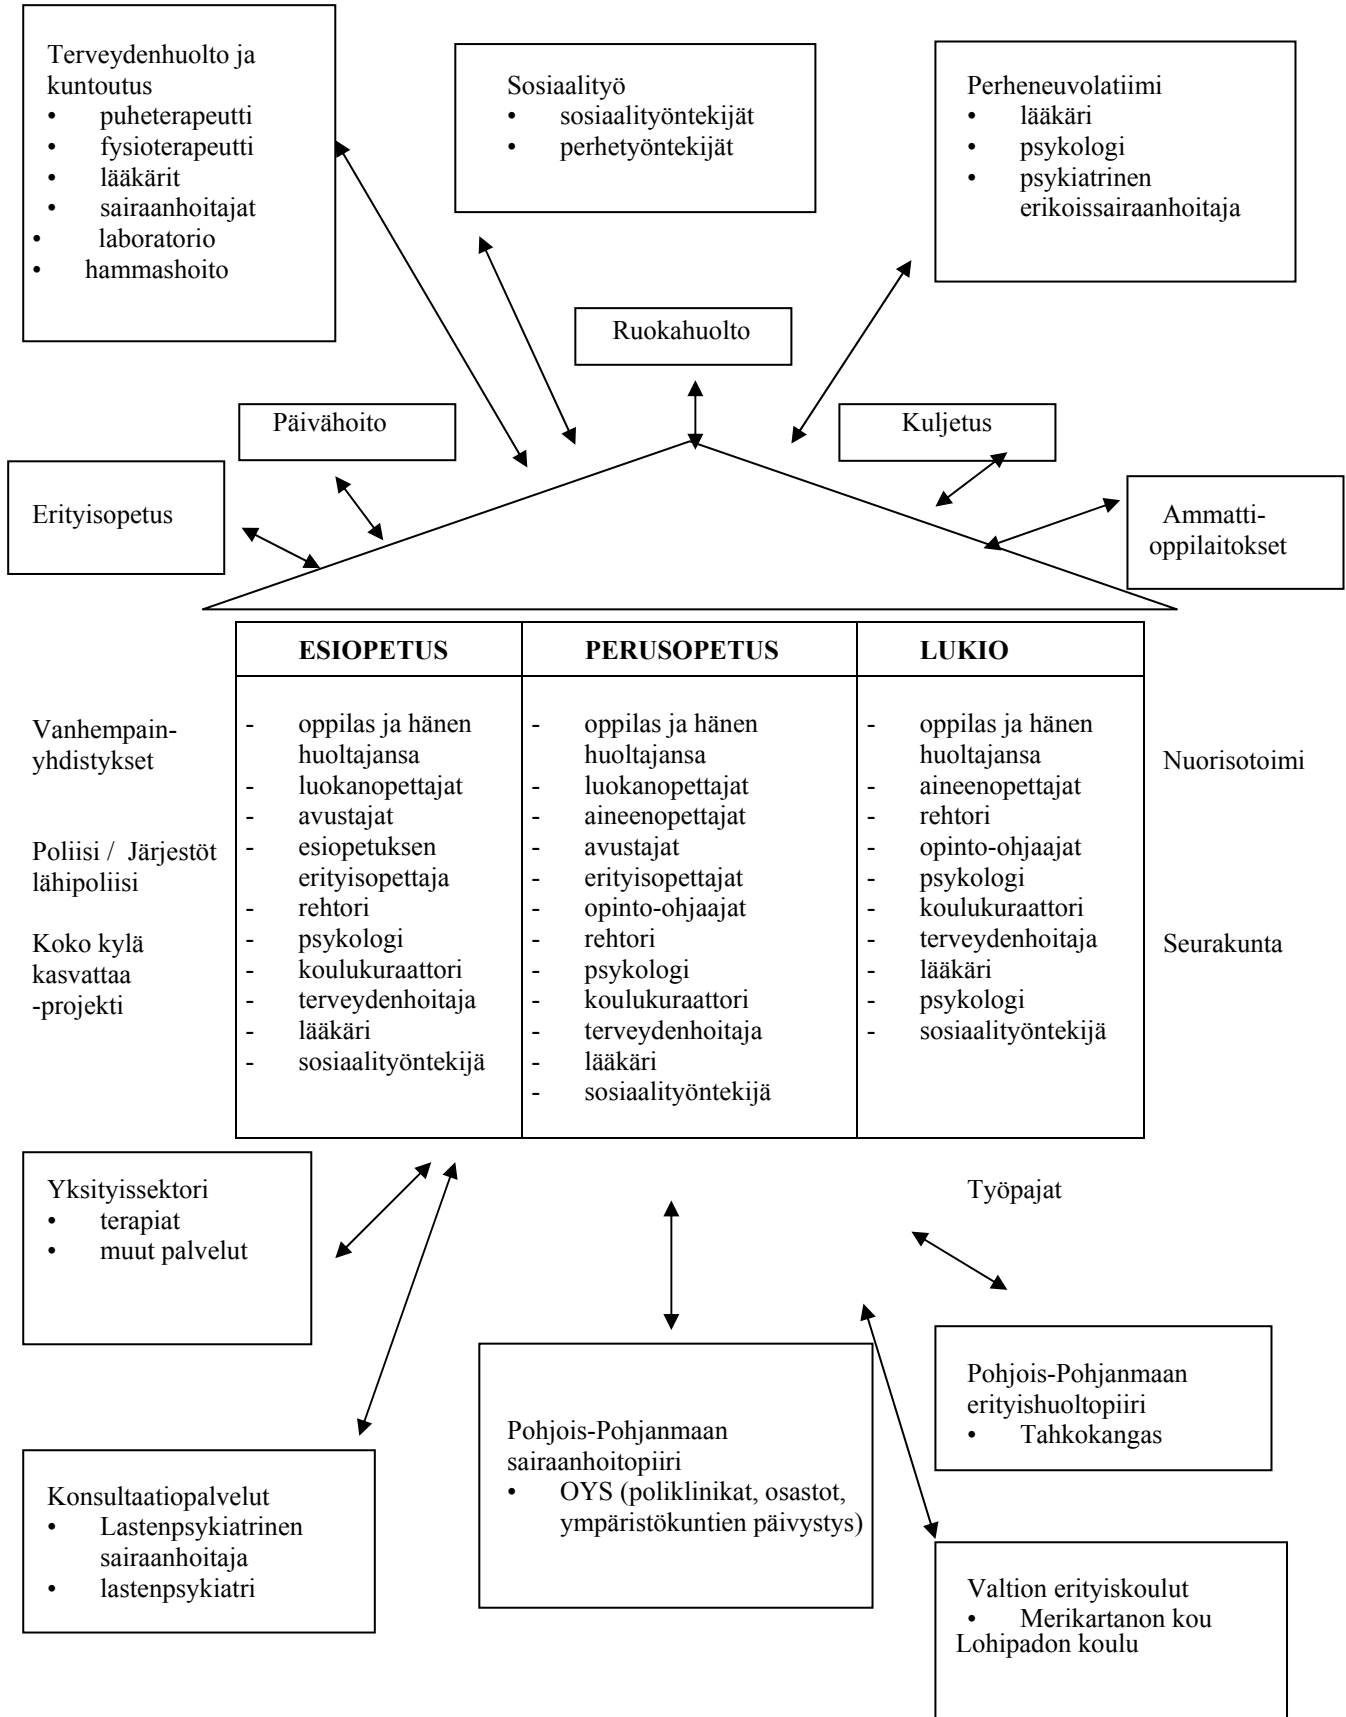 Terveydenhuolto ja
kuntoutus
• puheterapeutti
• fysioterapeutti
• lääkärit
• sairaanhoitajat
• laboratorio
• hammashoito
Sosiaalityö
• sosiaalityöntekijät
• perhetyöntekijät
Perheneuvolatiimi
• lääkäri
• psykologi
• psykiatrinen
erikoissairaanhoitaja
Ruokahuolto
Päivähoito
Kuljetus
Erityisopetus
Ammatti-
oppilaitokset
Vanhempain-
yhdistykset
Poliisi / Järjestöt
lähipoliisi
Koko kylä
kasvattaa
-projekti
ESIOPETUS
- oppilas ja hänen
huoltajansa
- luokanopettajat
- avustajat
- esiopetuksen
erityisopettaja
- rehtori
- psykologi
- koulukuraattori
- terveydenhoitaja
- lääkäri
- sosiaalityöntekijä
PERUSOPETUS
- oppilas ja hänen
huoltajansa
- luokanopettajat
- aineenopettajat
- avustajat
- erityisopettajat
- opinto-ohjaajat
- rehtori
- psykologi
- koulukuraattori
- terveydenhoitaja
- lääkäri
- sosiaalityöntekijä
LUKIO
- oppilas ja hänen
huoltajansa
- aineenopettajat
- rehtori
- opinto-ohjaajat
- psykologi
- koulukuraattori
- terveydenhoitaja
- lääkäri
- psykologi
- sosiaalityöntekijä
Nuorisotoimi
Seurakunta
Yksityissektori
• terapiat
• muut palvelut
Työpajat
Konsultaatiopalvelut
• Lastenpsykiatrinen
sairaanhoitaja
• lastenpsykiatri
Pohjois-Pohjanmaan
sairaanhoitopiiri
• OYS (poliklinikat, osastot,
ympäristökuntien päivystys)
Pohjois-Pohjanmaan
erityishuoltopiiri
• Tahkokangas
Valtion erityiskoulut
• Merikartanon kou
Lohipadon koulu